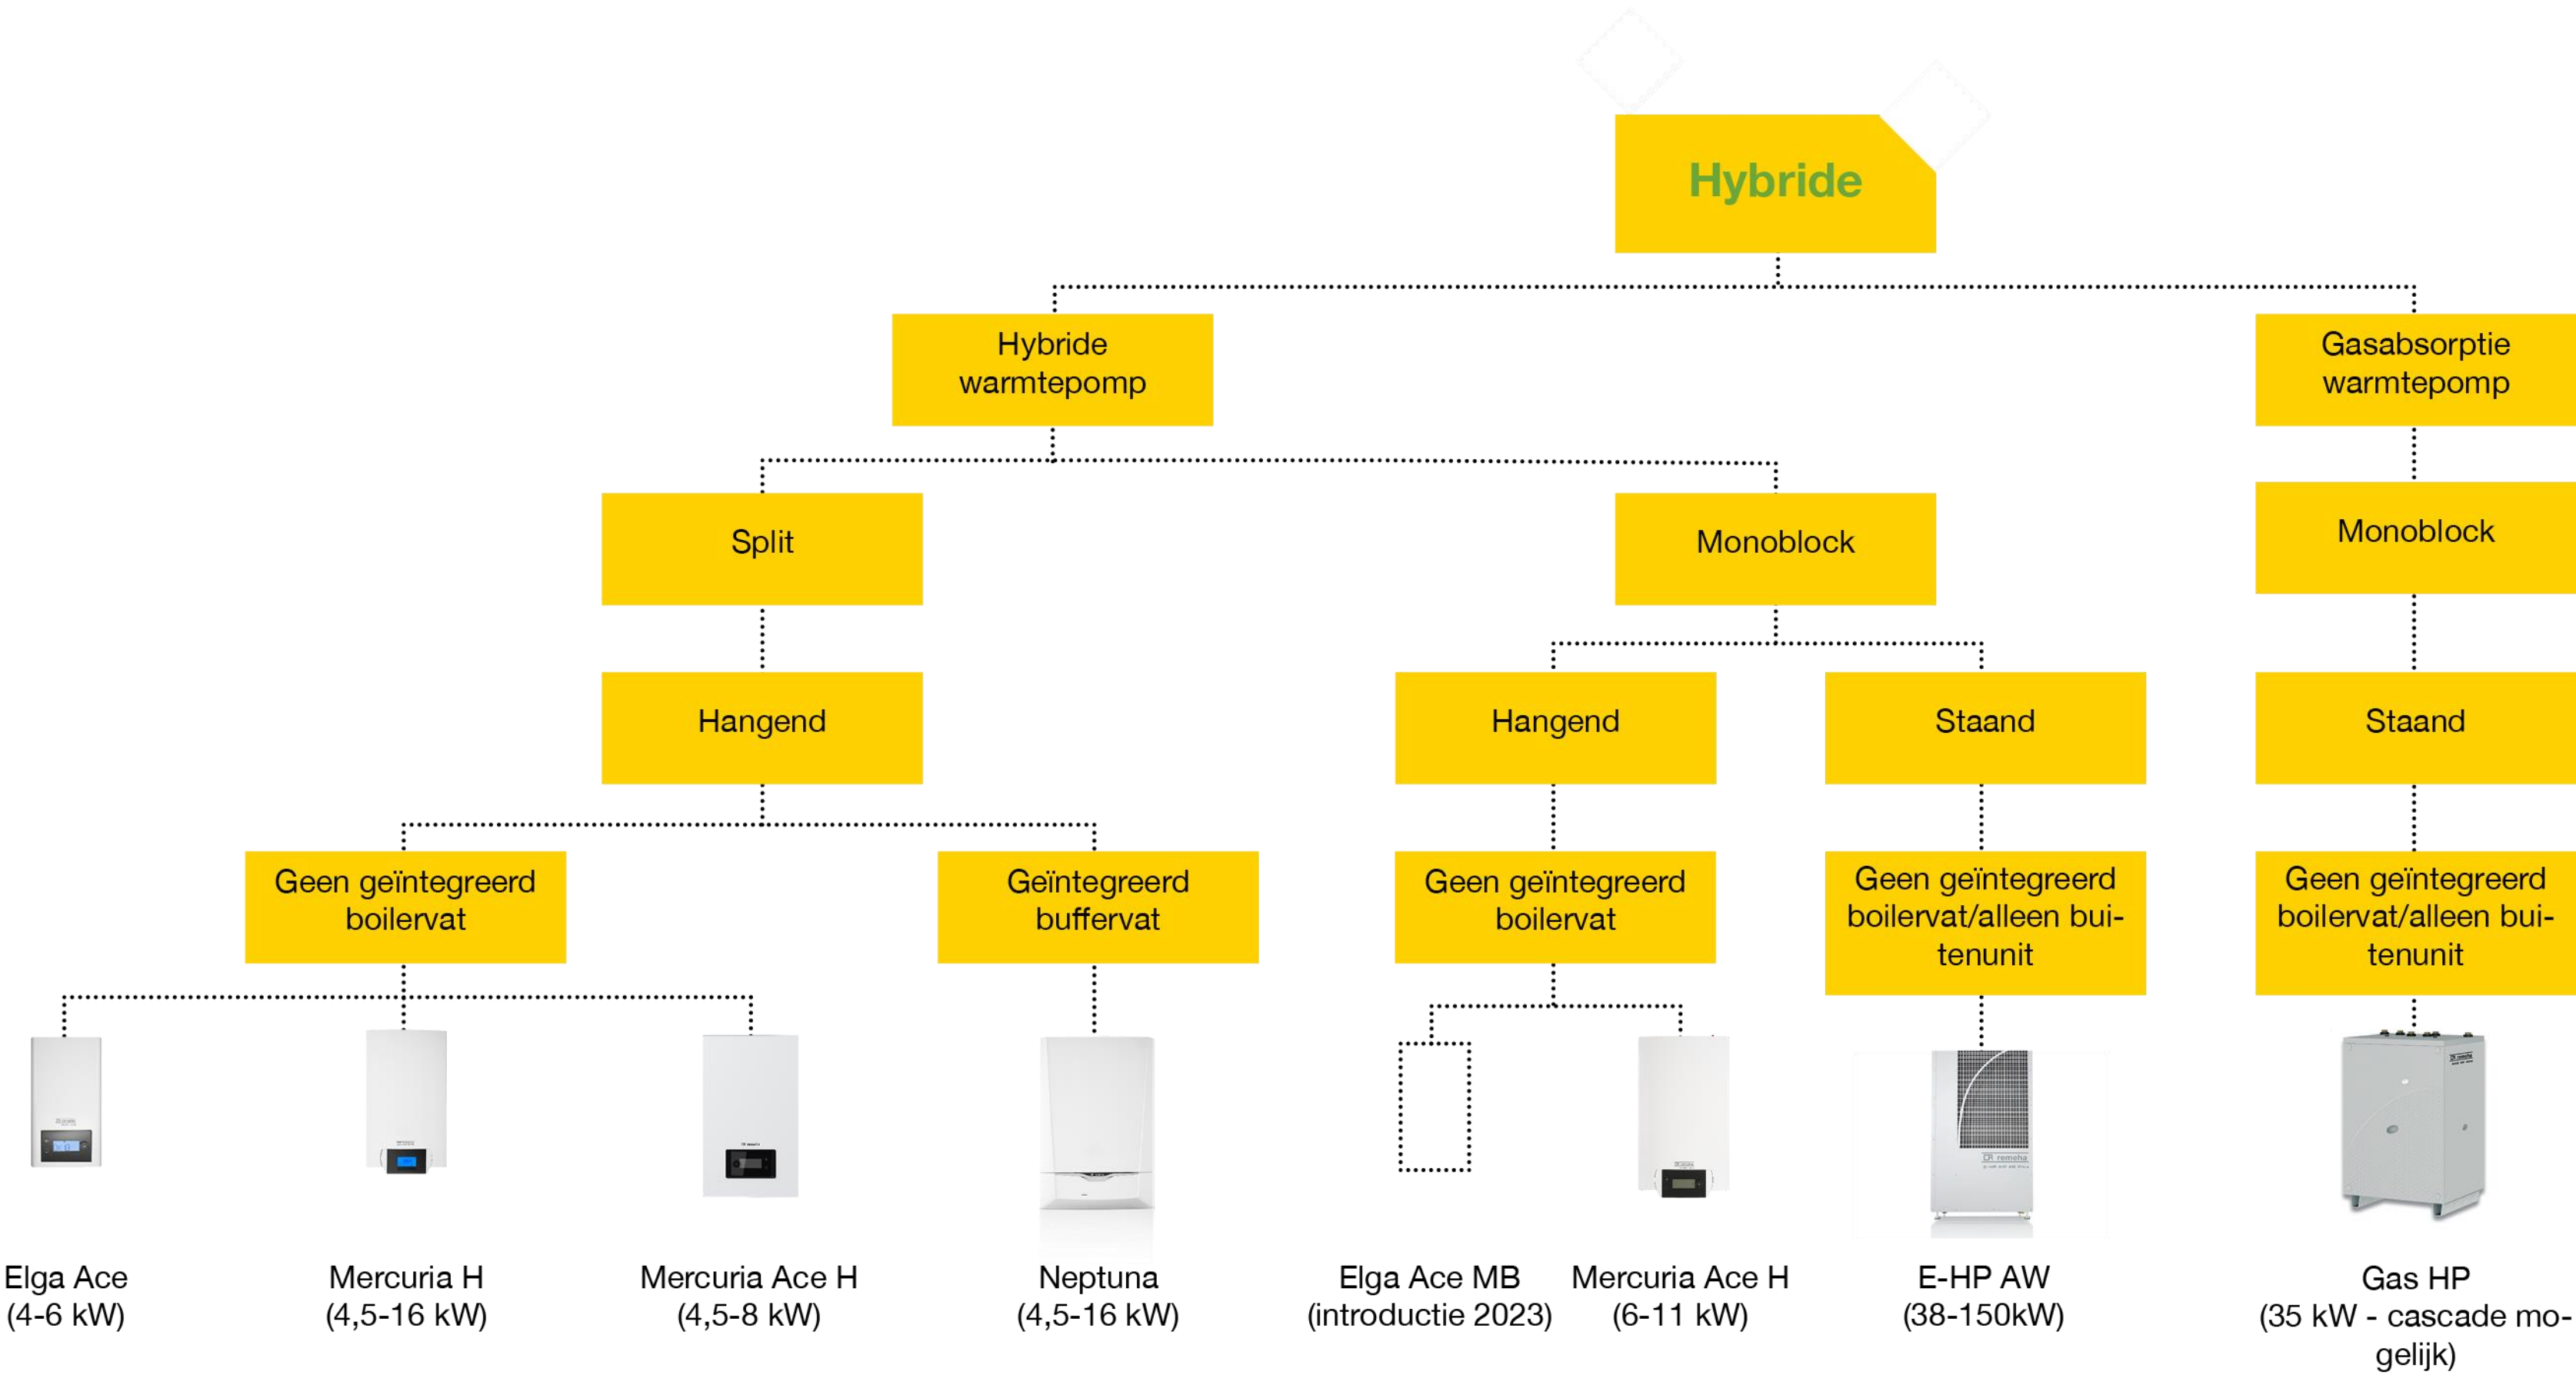 Hybride
Hybride
warmtepomp
Gasabsorptie
warmtepomp
Split
Monoblock
Monoblock
Hangend
Hangend
Staand
Staand
Geen geïntegreerd
boilervat
Geïntegreerd
buffervat
Geen geïntegreerd
boilervat
Geen geïntegreerd
boilervat/alleen bui-
tenunit
Geen geïntegreerd
boilervat/alleen bui-
tenunit
remeha
remeha
remeha
Elga Ace
(4-6 kW)
Mercuria H
(4,5-16 kW)
Mercuria Ace H
(4,5-8 kW)
Neptuna
(4,5-16 kW)
Elga Ace MB
(introductie 2023)
Mercuria Ace H
(6-11 kW)
E-HP AW
(38-150kW)
Gas HP
(35 kW - cascade mo-
gelijk)